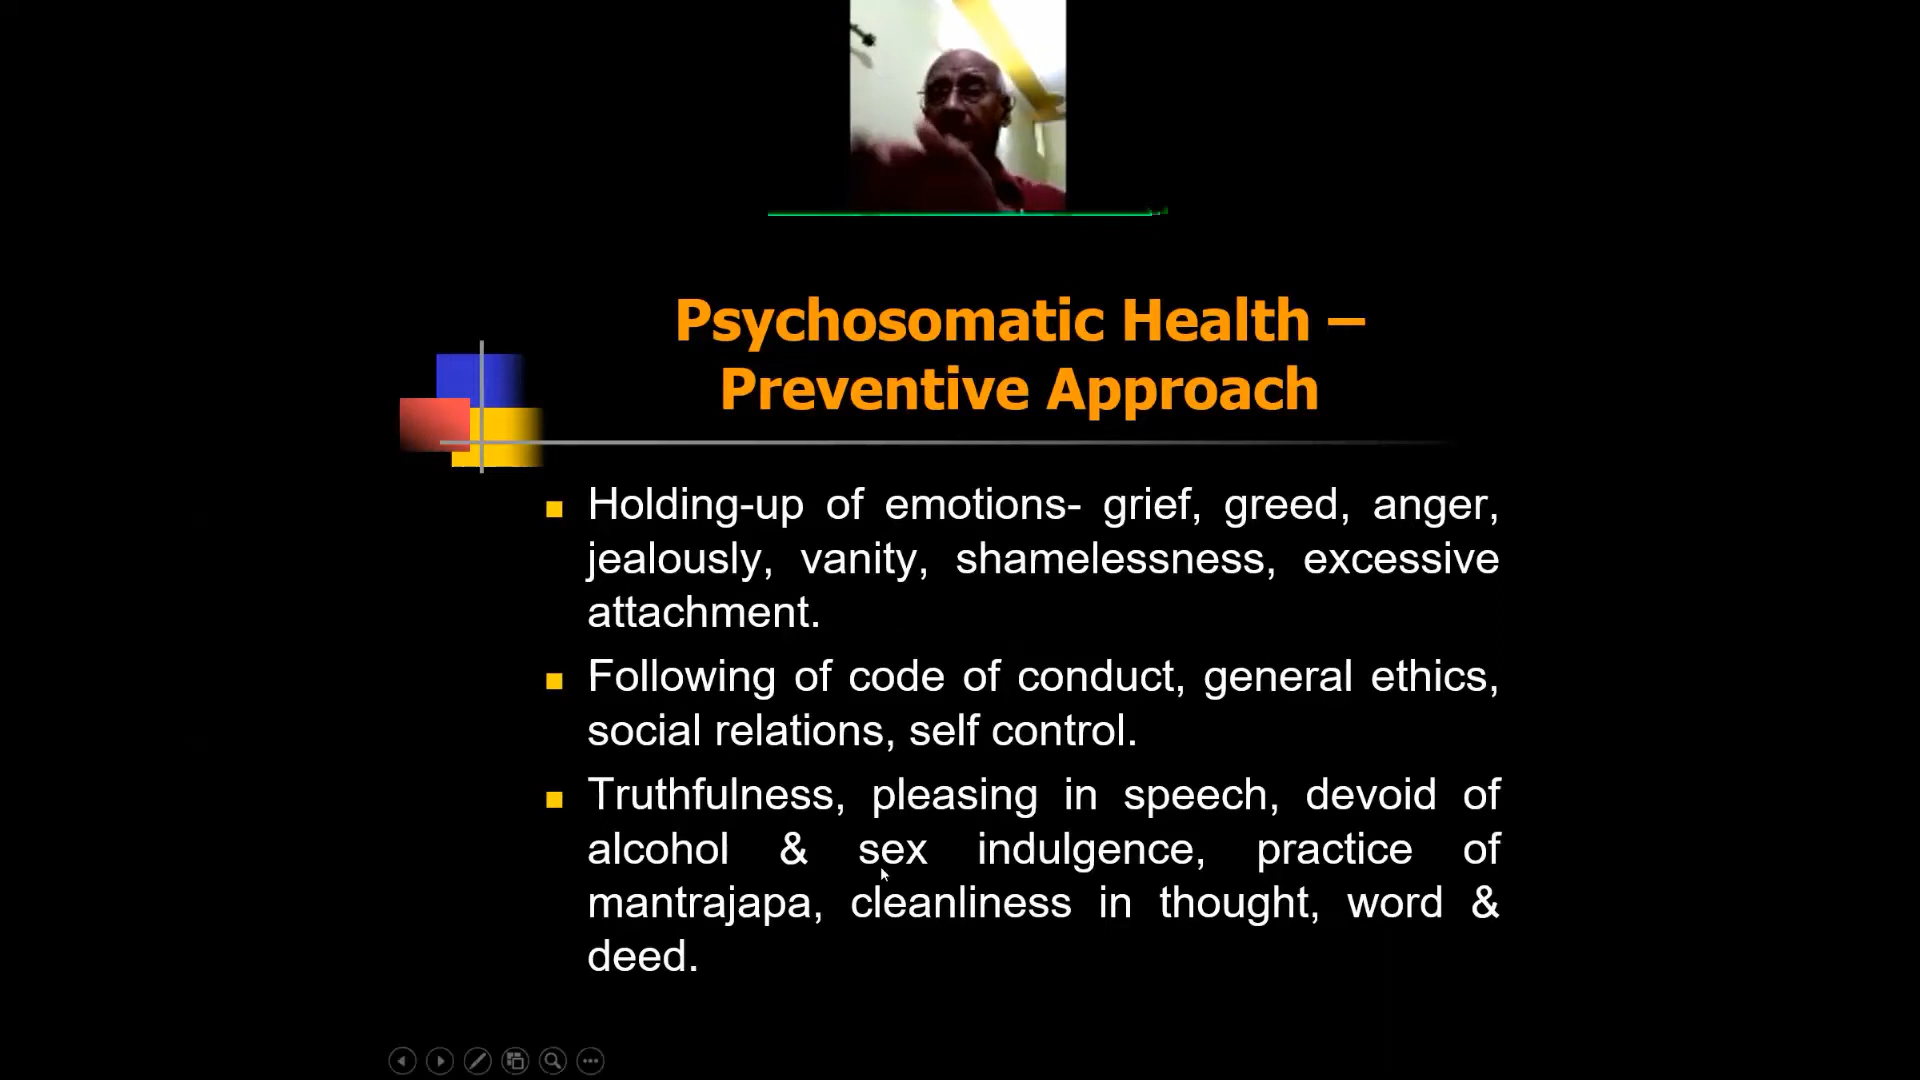 Psychosomatic Health –
Preventive Approach
Holding-up of emotions- grief, greed, anger,
jealously, vanity, shamelessness, excessive
attachment.
Following of code of conduct, general ethics,
social relations, self control.
Truthfulness, pleasing in speech, devoid of
alcohol & sex indulgence, practice of
mantrajapa, cleanliness in thought, word &
deed.